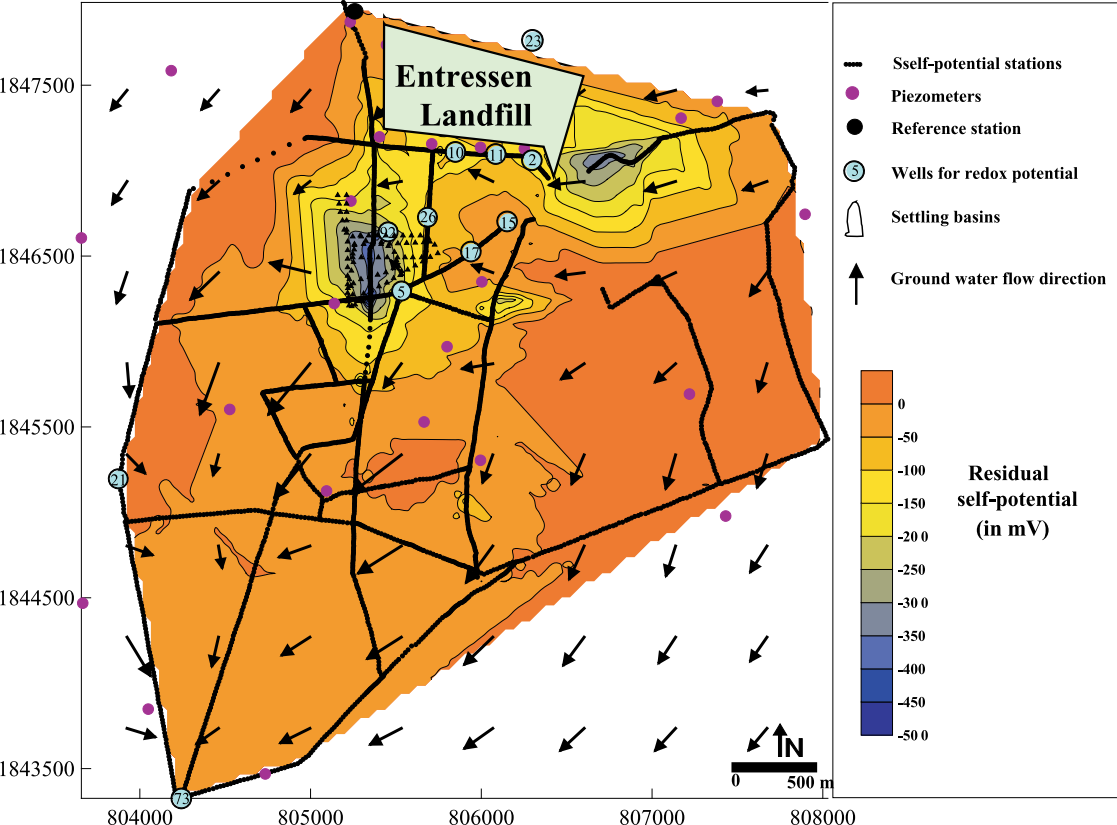 23
1847500
Entressen
Landfill
10
11
2
26
15
92
17
1846500
5
1845500
21
1844500
1843500
73
N
0
500 m
804000
805000
806000
807000
808000
Sself-potential stations
Piezometers
Reference station
5
Wells for redox potential
Settling basins
Ground water flow direction
0
-50
-100
-150
-20 0
-250
-30 0
-350
-400
-450
-50 0
Residual
self-potential
(in mV)